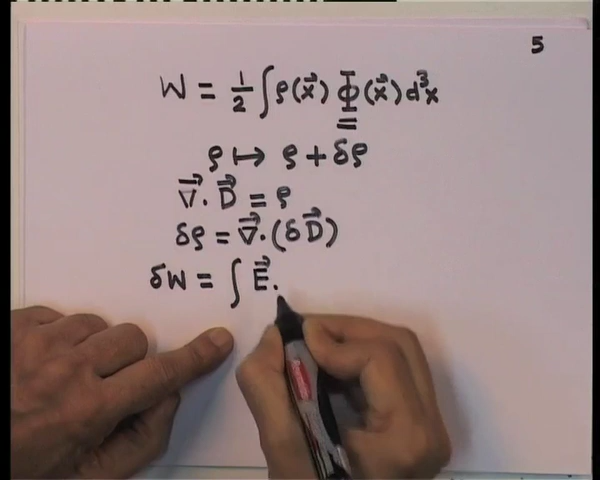 5
W = 1/2 ∫ρ(x⃗) Φ(x⃗) d³x
ρ ↦ ρ + δρ
∇⃗ · D⃗ = ρ
δρ = ∇⃗ · (δD⃗)
δW = ∫ E⃗ ·